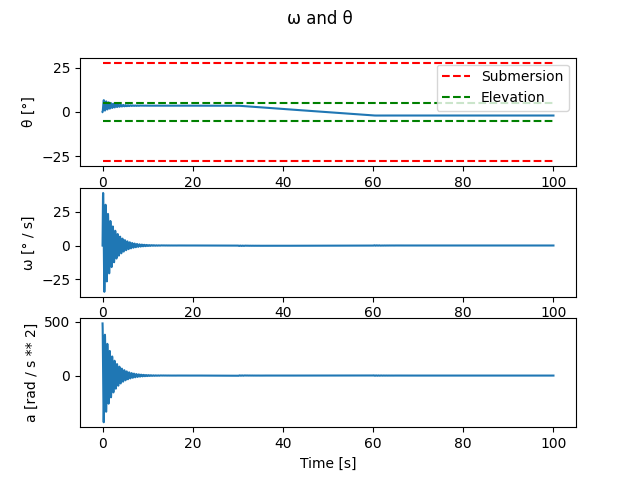 ω and θ
θ [°]
25
0
−25
Submersion
Elevation
0 20 40 60 80 100
ω [° / s]
25
0
−25
0 20 40 60 80 100
a [rad / s ** 2]
500
0
0 20 40 60 80 100
Time [s]